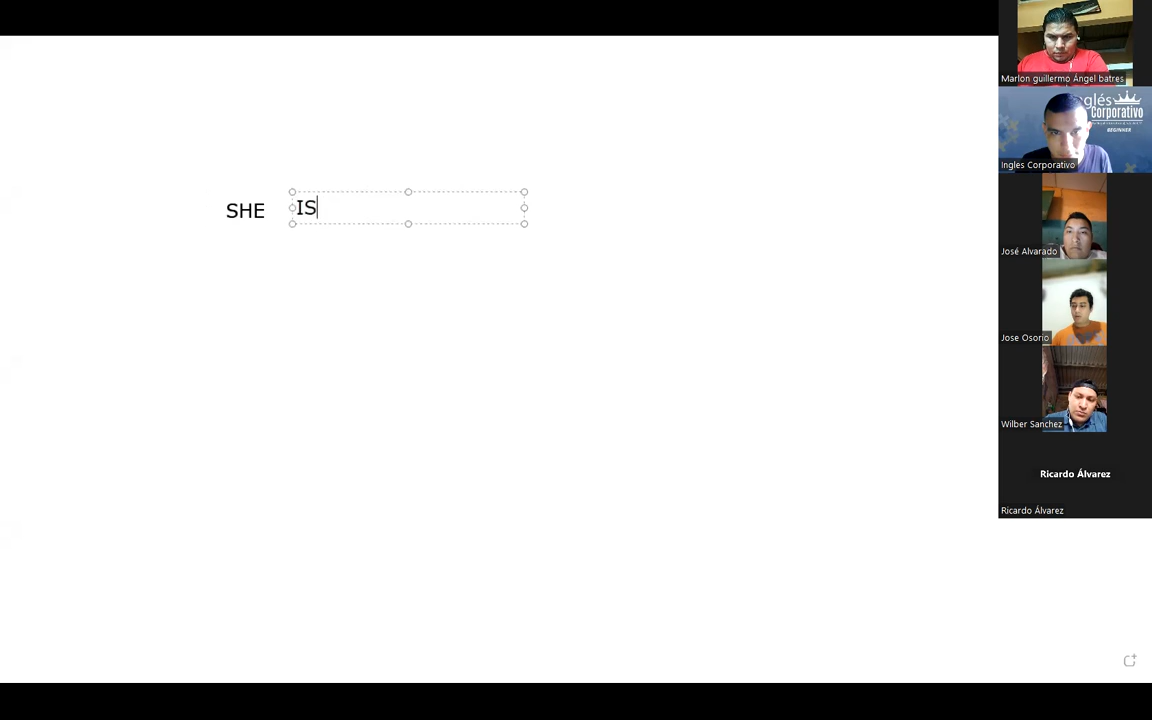 SHE IS
Marlon guillermo Ángel batres
glés
Corporativo
BEGINNER
Ingles Corporativo
José Alvarado
Jose Osorio
Wilber Sanchez
Ricardo Álvarez
Ricardo Álvarez